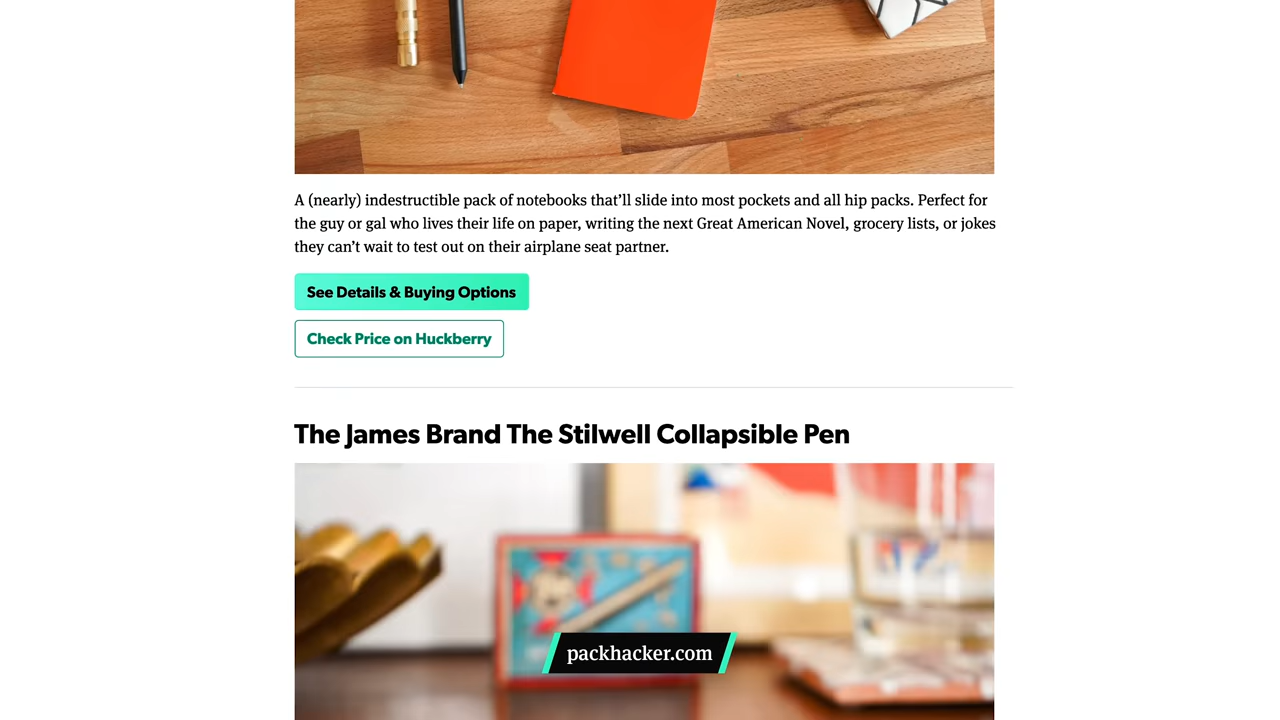 A (nearly) indestructible pack of notebooks that’ll slide into most pockets and all hip packs. Perfect for
the guy or gal who lives their life on paper, writing the next Great American Novel, grocery lists, or jokes
they can’t wait to test out on their airplane seat partner.
See Details & Buying Options
Check Price on Huckberry
The James Brand The Stilwell Collapsible Pen
packhacker.com